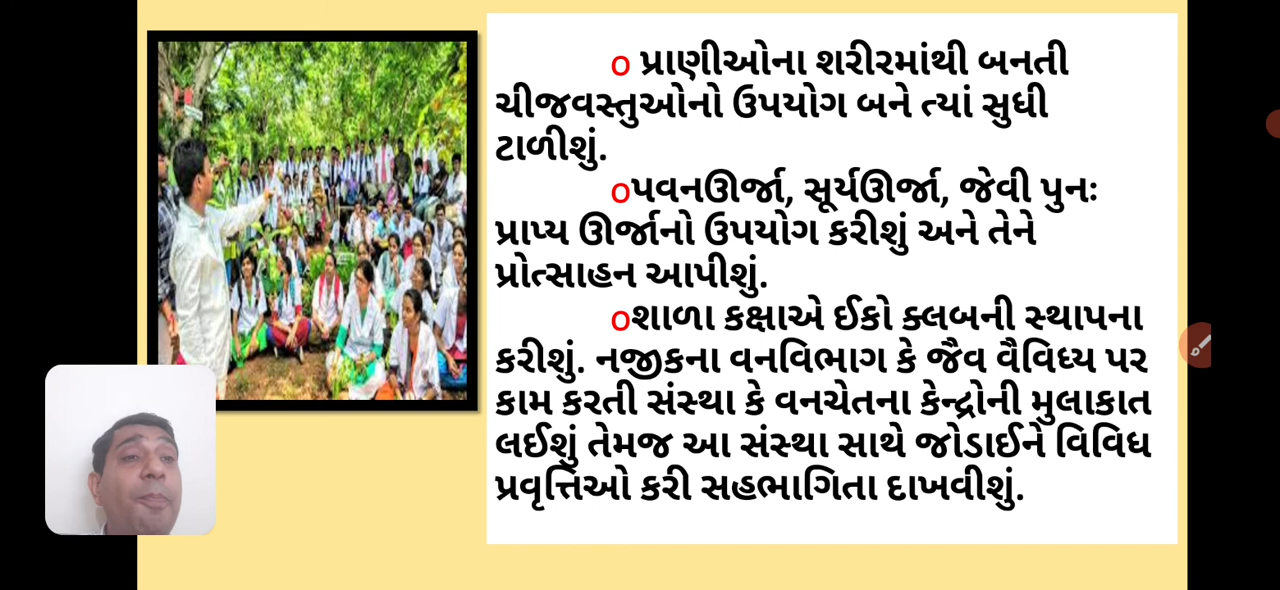 o પ્રાણીઓના શરીરમાંથી બનતી
ચીજવસ્તુઓનો ઉપયોગ બને ત્યાં સુધી
ટાળીશું.
oપવનઊર્જા, સૂર્યઊર્જા, જેવી પુનઃ
પ્રાપ્ય ઊર્જાનો ઉપયોગ કરીશું અને તેને
પ્રોત્સાહન આપીશું.
oશાળા કક્ષાએ ઈકો ક્લબની સ્થાપના
કરીશું. નજીકના વનવિભાગ કે જૈવ વૈવિધ્ય પર
કામ કરતી સંસ્થા કે વનચેતના કેન્દ્રોની મુલાકાત
લઈશું તેમજ આ સંસ્થા સાથે જોડાઈને વિવિધ
પ્રવૃત્તિઓ કરી સહભાગિતા દાખવીશું.